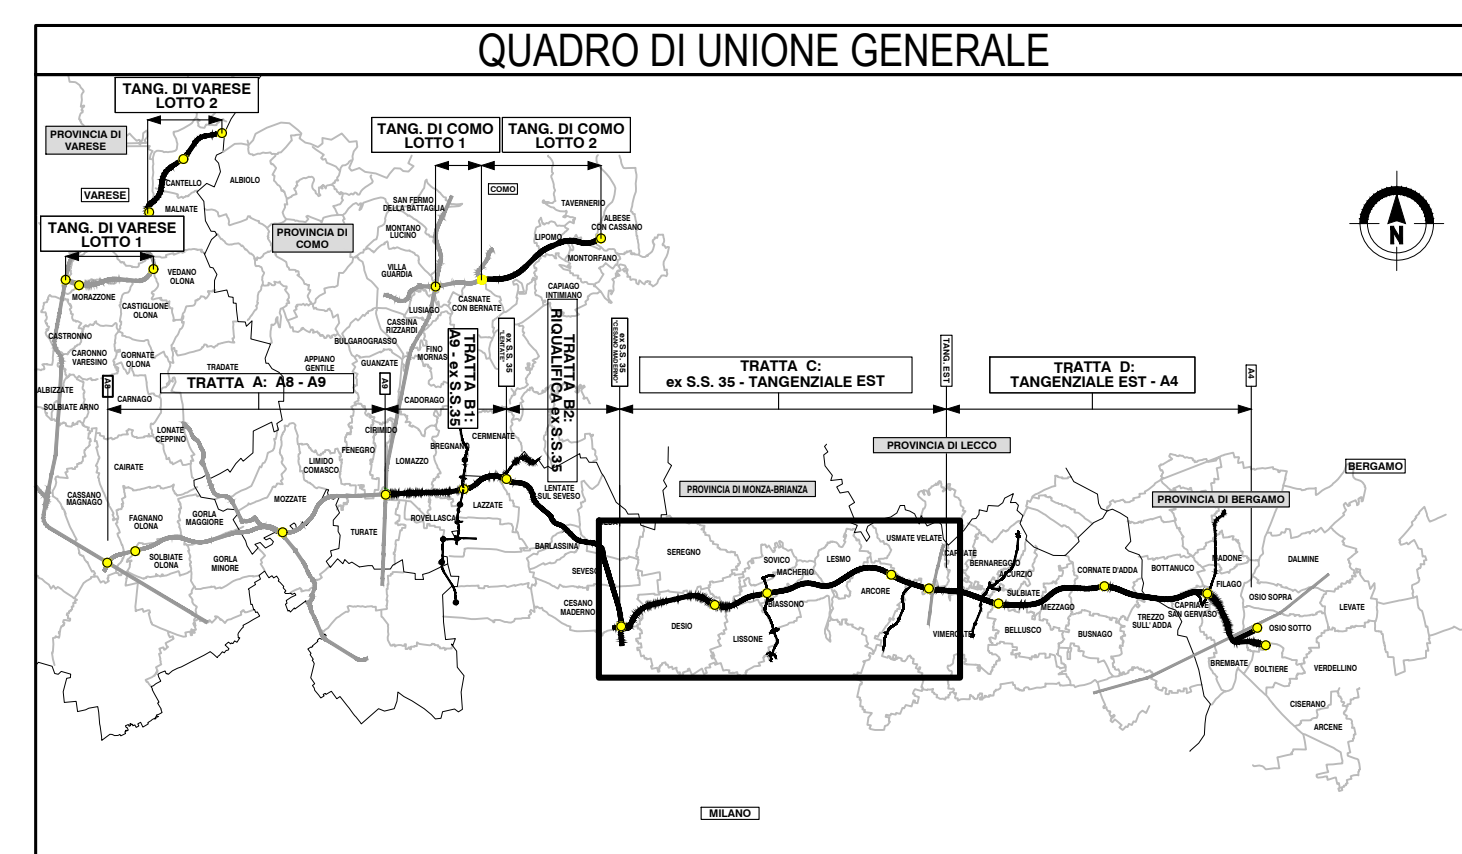 QUADRO DI UNIONE GENERALE
TANG. DI VARESE
LOTTO 2
PROVINCIA DI
VARESE
CANTELLO
ALBIOLO
VARESE
MALNATE
TANG. DI VARESE
LOTTO 1
PROVINCIA DI
COMO
VEDANO
OLONA
MORAZZONE
CASTIGLIONE
OLONA
TANG. DI COMO
LOTTO 1
TANG. DI COMO
LOTTO 2
COMO
SAN FERMO
DELLA BATTAGLIA
TAVERNERIO
MONTANO
LUCINO
ALBESE
CON CASSANO
LIPOMO
MONTORFANO
VILLA
GUARDIA
CAPIAGO
INTIMIANO
CASNATE
CON BERNATE
LUSIAGO
CASSINA
RIZZARDI
BULGAROGRASSO
FINO
MORNAS
GUANZATE
CASTRONNO
CARONNO
VARESINO
GORNATE
OLONA
TRADATE
APPIANO
GENTILE
ALBIZZATE
SOLBIATE ARNO
CARNAGO
A8
TRATTA A: A8 - A9
A9
CADORAGO
TRATTA B1:
A9 - ex S.S.35
ex S.S. 35
"LENTATE"
TRATTA B2:
RIQUALIFICA ex S.S.35
ex S.S. 35
"CESANO MADERNO"
TRATTA C:
ex S.S. 35 - TANGENZIALE EST
TANG. EST
TRATTA D:
TANGENZIALE EST - A4
A4
N
LONATE
CEPPINO
CIRIMIDO
FENEGRO
BREGNANO
CERMENATE
LIMIDO
COMASCO
LOMAZZO
CAIRATE
CASSANO
MAGNAGO
MOZZATE
LENTATE
SUL SEVESO
LAZZATE
FAGNANO
OLONA
GORLA
MAGGIORE
ROVELLASCA
TURATE
SOLBIATE
OLONA
GORLA
MINORE
BARLASSINA
SEVESO
CESANO
MADERNO
PROVINCIA DI LECCO
PROVINCIA DI MONZA-BRIANZA
BERGAMO
PROVINCIA DI BERGAMO
SEREGNO
SOVICO
MACHERIO
LESMO
USMATE VELATE
CARNATE
BERNAREGGIO
BIASSONO
ARCORE
DESIO
LISSONE
VIMERCATE
SULBIATE
MEZZAGO
BELLUSCO
CORNATE D'ADDA
BUSNAGO
BOTTANUCO
TREZZO
SULL' ADDA
MADONE
FILAGO
CAPRIATE
SAN GERVASO
DALMINE
OSIO SOPRA
LEVATE
OSIO SOTTO
BREMBATE
BOLTIERE
VERDELLINO
CISERANO
ARCENE
MILANO